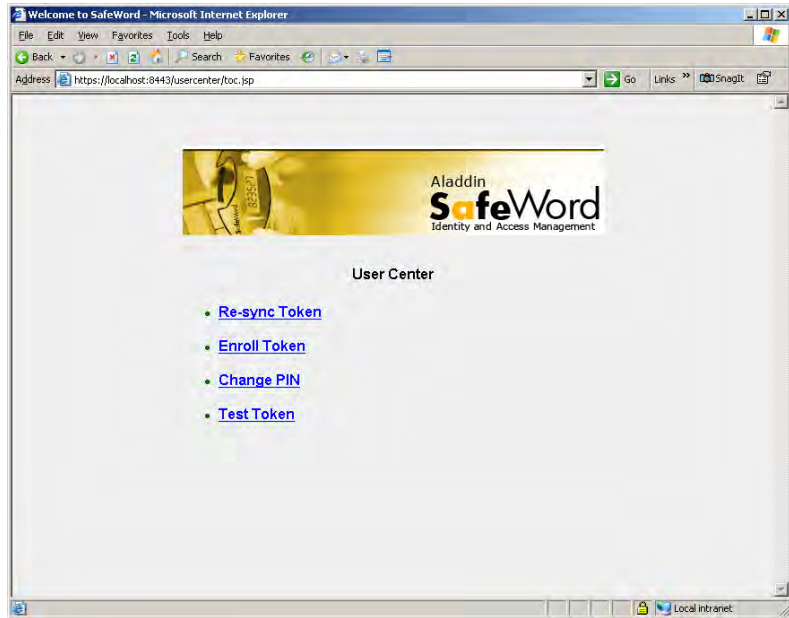 Welcome to SafeWord - Microsoft Internet Explorer
File Edit View Favorites Tools Help
Back Search Favorites
Address https://localhost:8443/usercenter/toc.jsp Go Links » SnagIt
Aladdin
SafeWord
Identity and Access Management
User Center
Re-sync Token
Enroll Token
Change PIN
Test Token
Local intranet